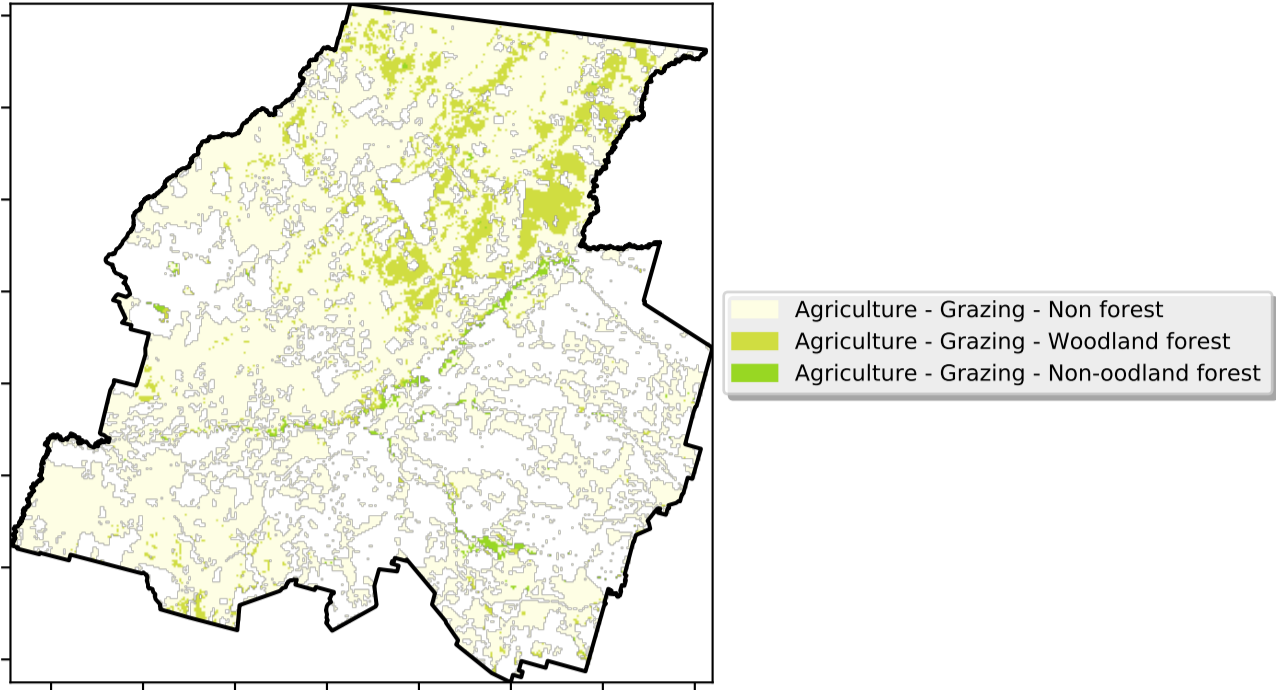 Agriculture - Grazing - Non forest
Agriculture - Grazing - Woodland forest
Agriculture - Grazing - Non-oodland forest